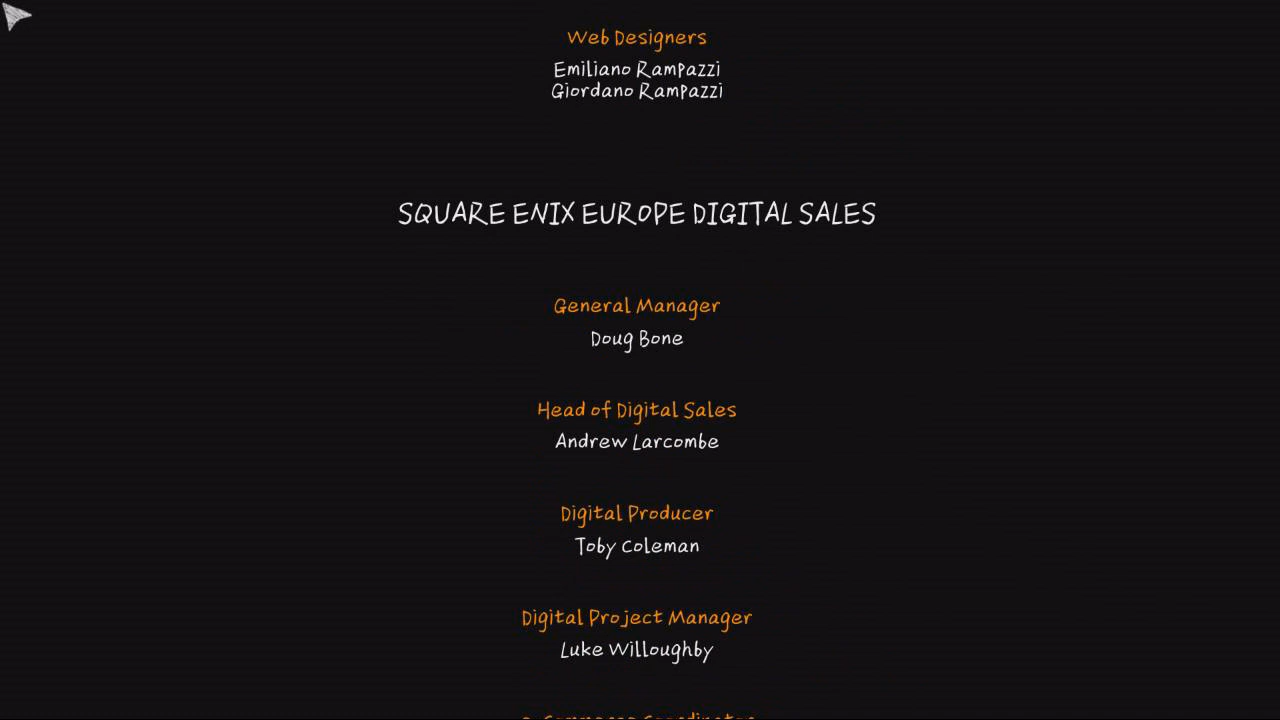 Web Designers
Emiliano Rampazzi
Giordano Rampazzi
SQUARE ENIX EUROPE DIGITAL SALES
General Manager
Doug Bone
Head of Digital Sales
Andrew Larcombe
Digital Producer
Toby Coleman
Digital Project Manager
Luke Willoughby